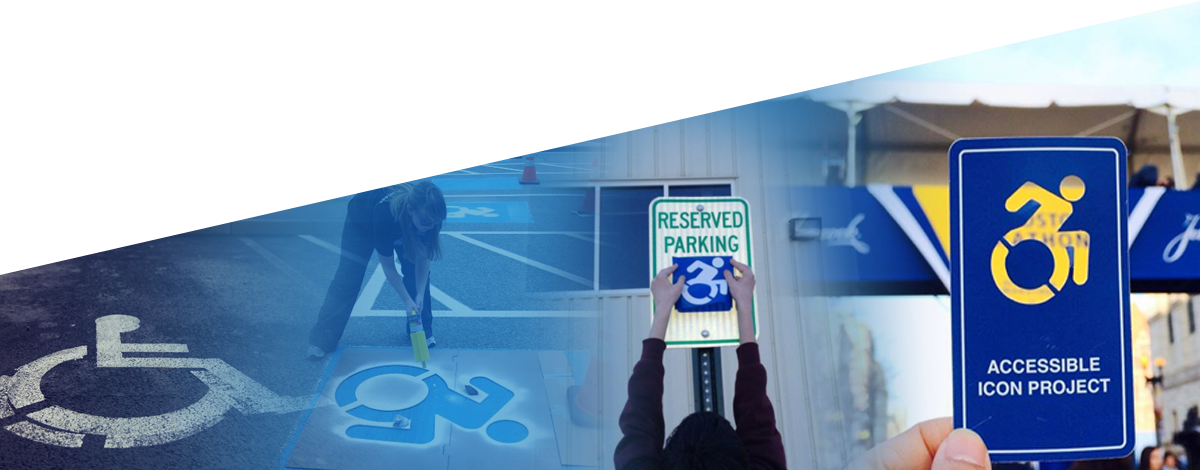 RESERVED
PARKING
ACCESSIBLE
ICON PROJECT